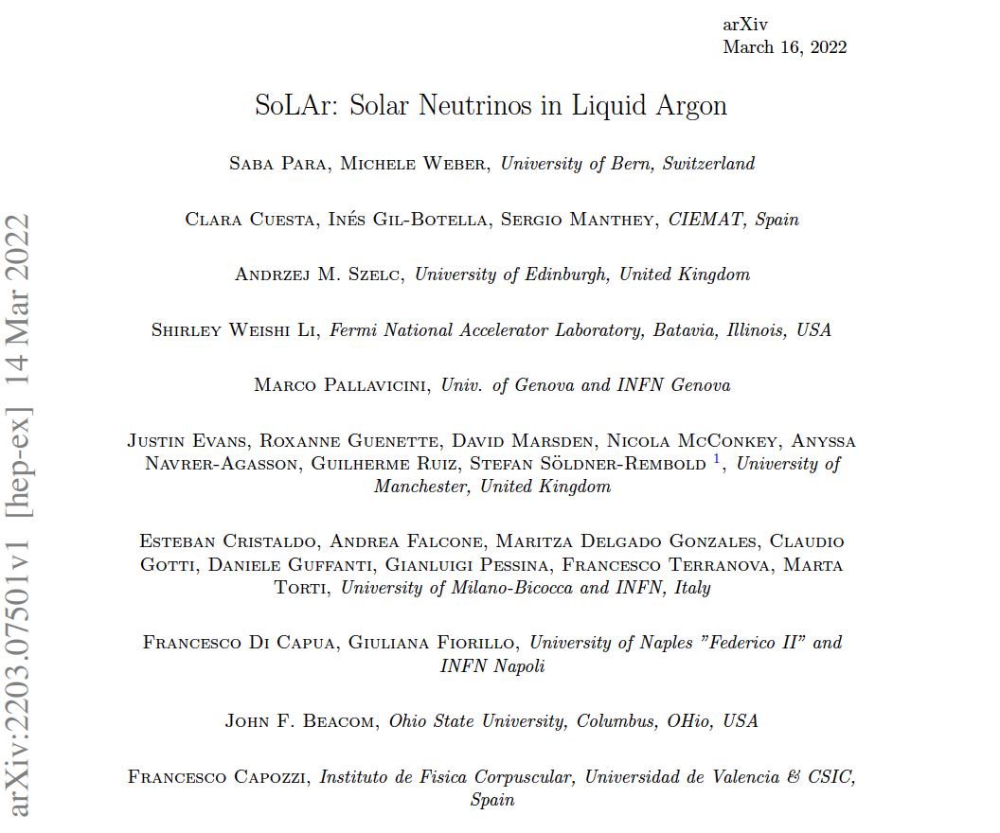 arXiv
March 16, 2022
SoLAr: Solar Neutrinos in Liquid Argon
Saba Para, Michele Weber, University of Bern, Switzerland
Clara Cuesta, Inés Gil-Botella, Sergio Manthey, CIEMAT, Spain
Andrzej M. Szelc, University of Edinburgh, United Kingdom
Shirley Weishi Li, Fermi National Accelerator Laboratory, Batavia, Illinois, USA
Marco Pallavicini, Univ. of Genova and INFN Genova
Justin Evans, Roxanne Guenette, David Marsden, Nicola McConkey, Anyssa
Navrer-Agasson, Guilherme Ruiz, Stefan Söldner-Rembold 1, University of
Manchester, United Kingdom
Esteban Cristaldo, Andrea Falcone, Maritza Delgado Gonzales, Claudio
Gotti, Daniele Guffanti, Gianluigi Pessina, Francesco Terranova, Marta
Torti, University of Milano-Bicocca and INFN, Italy
Francesco Di Capua, Giuliana Fiorillo, University of Naples ”Federico II” and
INFN Napoli
John F. Beacom, Ohio State University, Columbus, OHio, USA
Francesco Capozzi, Instituto de Fisica Corpuscular, Universidad de Valencia & CSIC,
Spain
arXiv:2203.07501v1 [hep-ex] 14 Mar 2022